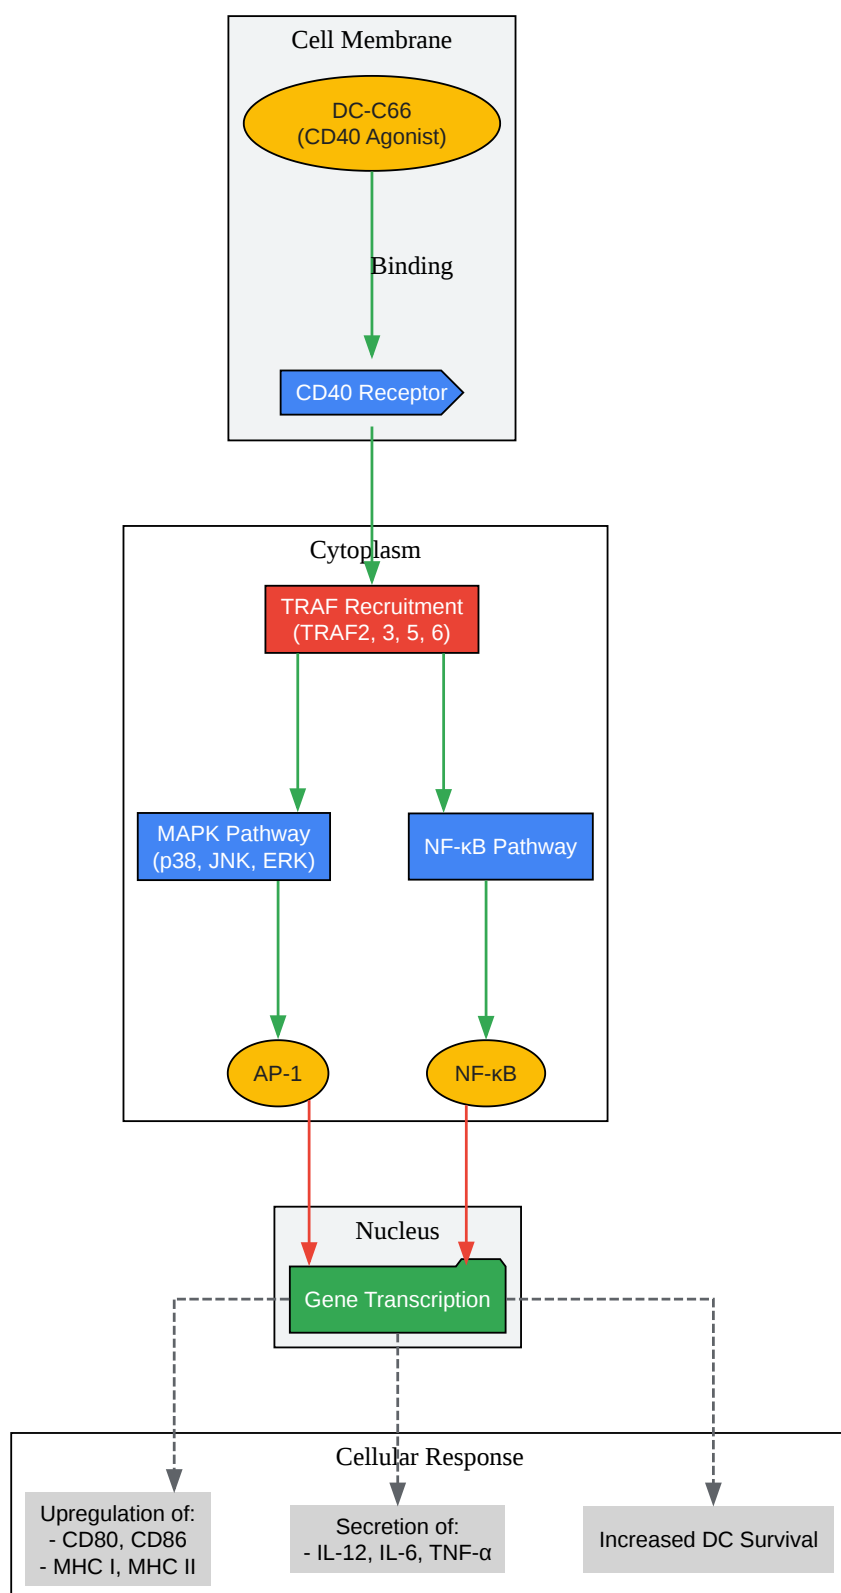 Cell Membrane
DC-C66
(CD40 Agonist)
Binding
CD40 Receptor
Cytoplasm
TRAF Recruitment
(TRAF2, 3, 5, 6)
MAPK Pathway
(p38, JNK, ERK)
NF-κB Pathway
AP-1
NF-κB
Nucleus
Gene Transcription
Cellular Response
Upregulation of:
- CD80, CD86
- MHC I, MHC II
Secretion of:
- IL-12, IL-6, TNF-α
Increased DC Survival